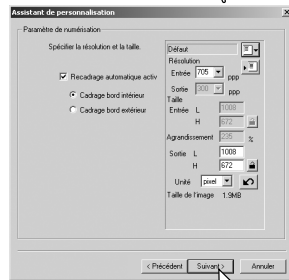 Assistant de personnalisation
Paramètre de numérisation
Spécifier la résolution et la taille.
Recadrage automatique activ
Cadrage bord intérieur
Cadrage bord extérieur
Défaut
Résolution
Entrée 705 ppp
Sortie 300 ppp
Taille
Entrée L 1008
H 672
Agrandissement 235 %
Sortie L 1008
H 672
Unité pixel
Taille de l'image 1.9MB
< Précédent Suivant > Annuler